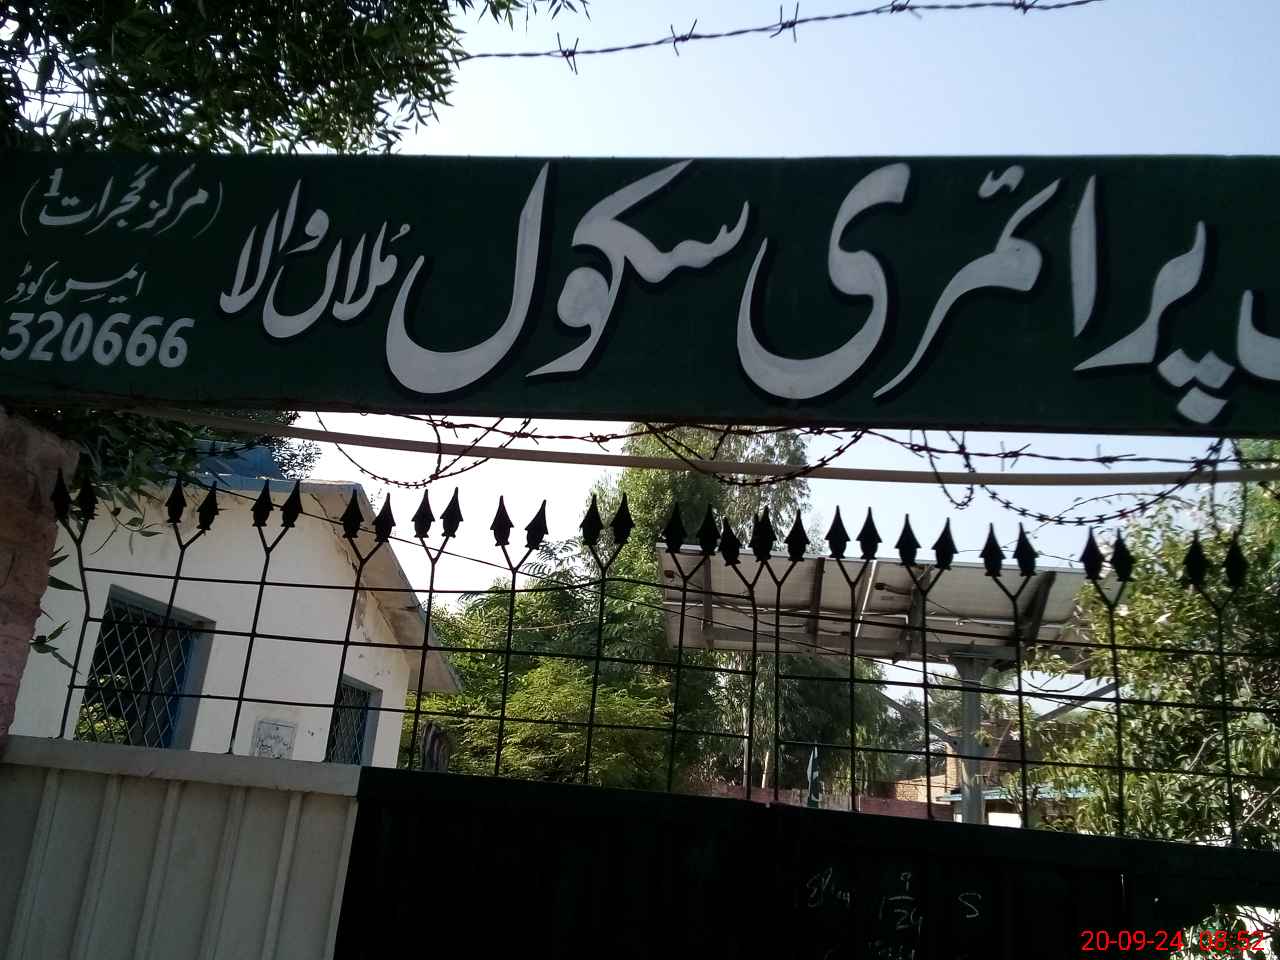 پرائمری سکول مُلاں والا
(مرکز گجرات 1)
ایمس کوڈ
320666
20-09-24 08:52